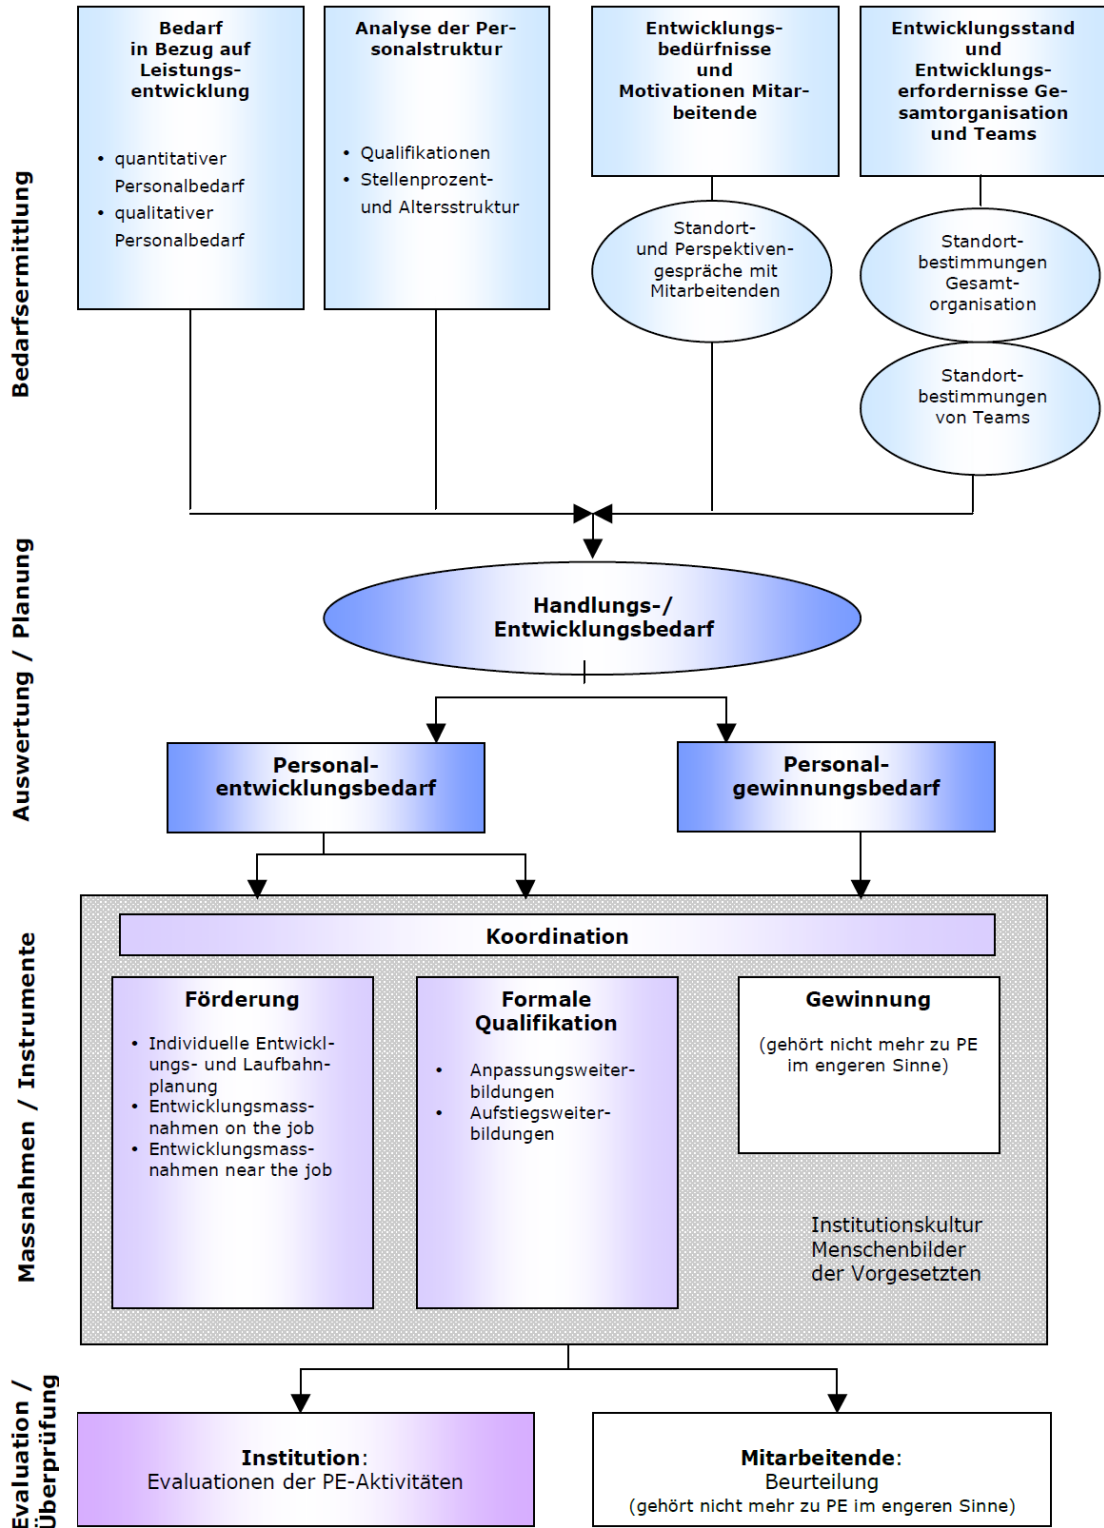 Bedarfsermittlung
Bedarf
in Bezug auf
Leistungs-
entwicklung
• quantitativer
Personalbedarf
• qualitativer
Personalbedarf
Analyse der Per-
sonalstruktur
• Qualifikationen
• Stellenprozent-
und Altersstruktur
Entwicklungs-
bedürfnisse
und
Motivationen Mitar-
beitende
Standort-
und Perspektiven-
gespräche mit
Mitarbeitenden
Entwicklungsstand
und
Entwicklungs-
erfordernisse Ge-
samtorganisation
und Teams
Standort-
bestimmungen
Gesamt-
organisation
Standort-
bestimmungen
von Teams
Auswertung / Planung
Handlungs-/
Entwicklungsbedarf
Personal-
entwicklungsbedarf
Personal-
gewinnungsbedarf
Massnahmen / Instrumente
Koordination
Förderung
• Individuelle Entwickl-
ungs- und Laufbahn-
planung
• Entwicklungsmass-
nahmen on the job
• Entwicklungsmass-
nahmen near the job
Formale
Qualifikation
• Anpassungsweiter-
bildungen
• Aufstiegsweiter-
bildungen
Gewinnung
(gehört nicht mehr zu PE
im engeren Sinne)
Institutionskultur
Menschenbilder
der Vorgesetzten
Evaluation /
Überprüfung
Institution:
Evaluationen der PE-Aktivitäten
Mitarbeitende:
Beurteilung
(gehört nicht mehr zu PE im engeren Sinne)